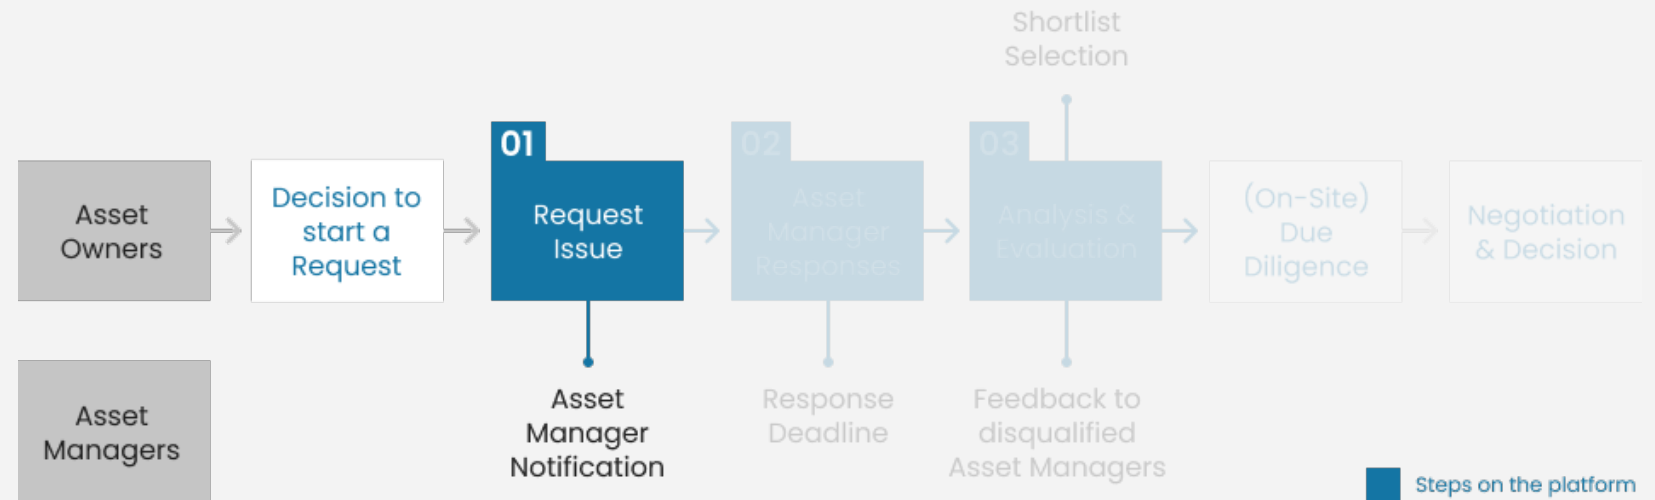 Shortlist
Selection
01
02
03
Asset
Owners
Decision to
start a
Request
Request
Issue
Asset
Manager
Responses
Analysis &
Evaluation
(On-Site)
Due
Diligence
Negotiation
& Decision
Asset
Managers
Asset
Manager
Notification
Response
Deadline
Feedback to
disqualified
Asset Managers
Steps on the platform